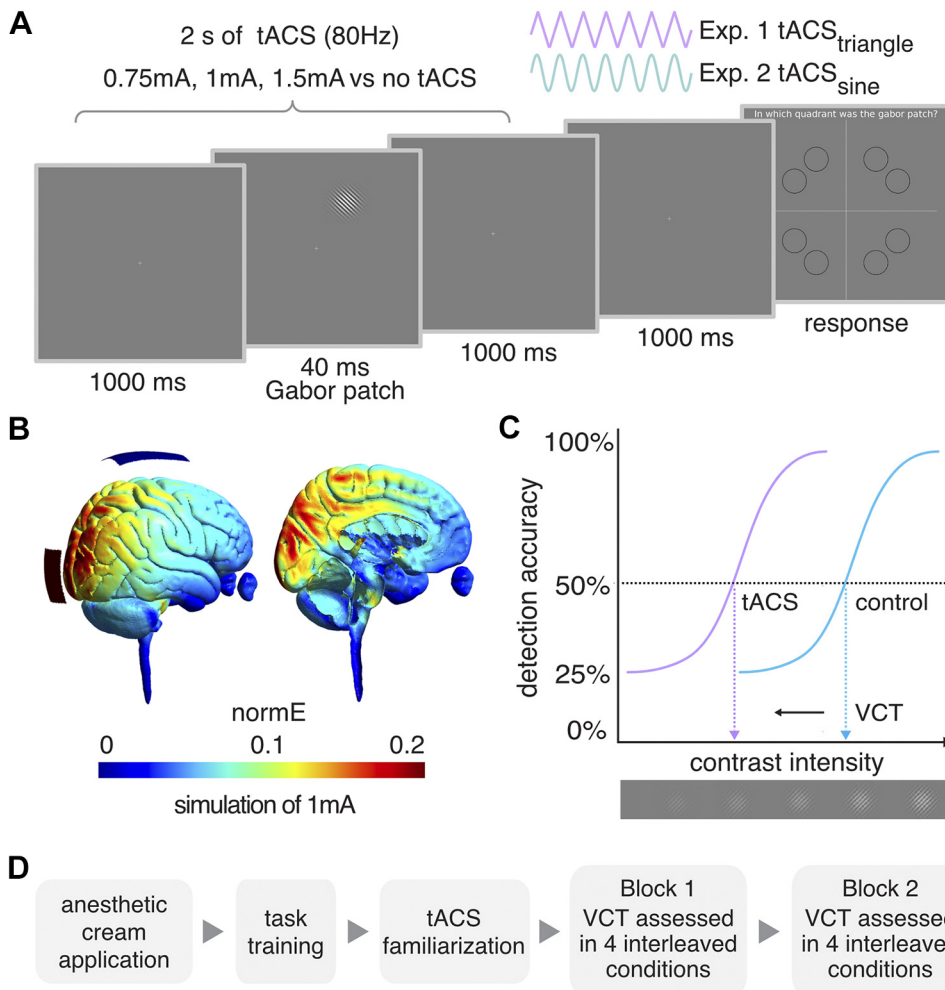 A
2 s of tACS (80Hz)
0.75mA, 1mA, 1.5mA vs no tACS
Exp. 1 tACS triangle
Exp. 2 tACS sine
In which quadrant was the gabor patch?
1000 ms
40 ms
Gabor patch
1000 ms
1000 ms
response
B
normE
0 0.1 0.2
simulation of 1mA
C
detection accuracy
100%
50%
25%
0%
tACS
control
VCT
contrast intensity
D
anesthetic
cream
application
task
training
tACS
familiarization
Block 1
VCT assessed
in 4 interleaved
conditions
Block 2
VCT assessed
in 4 interleaved
conditions